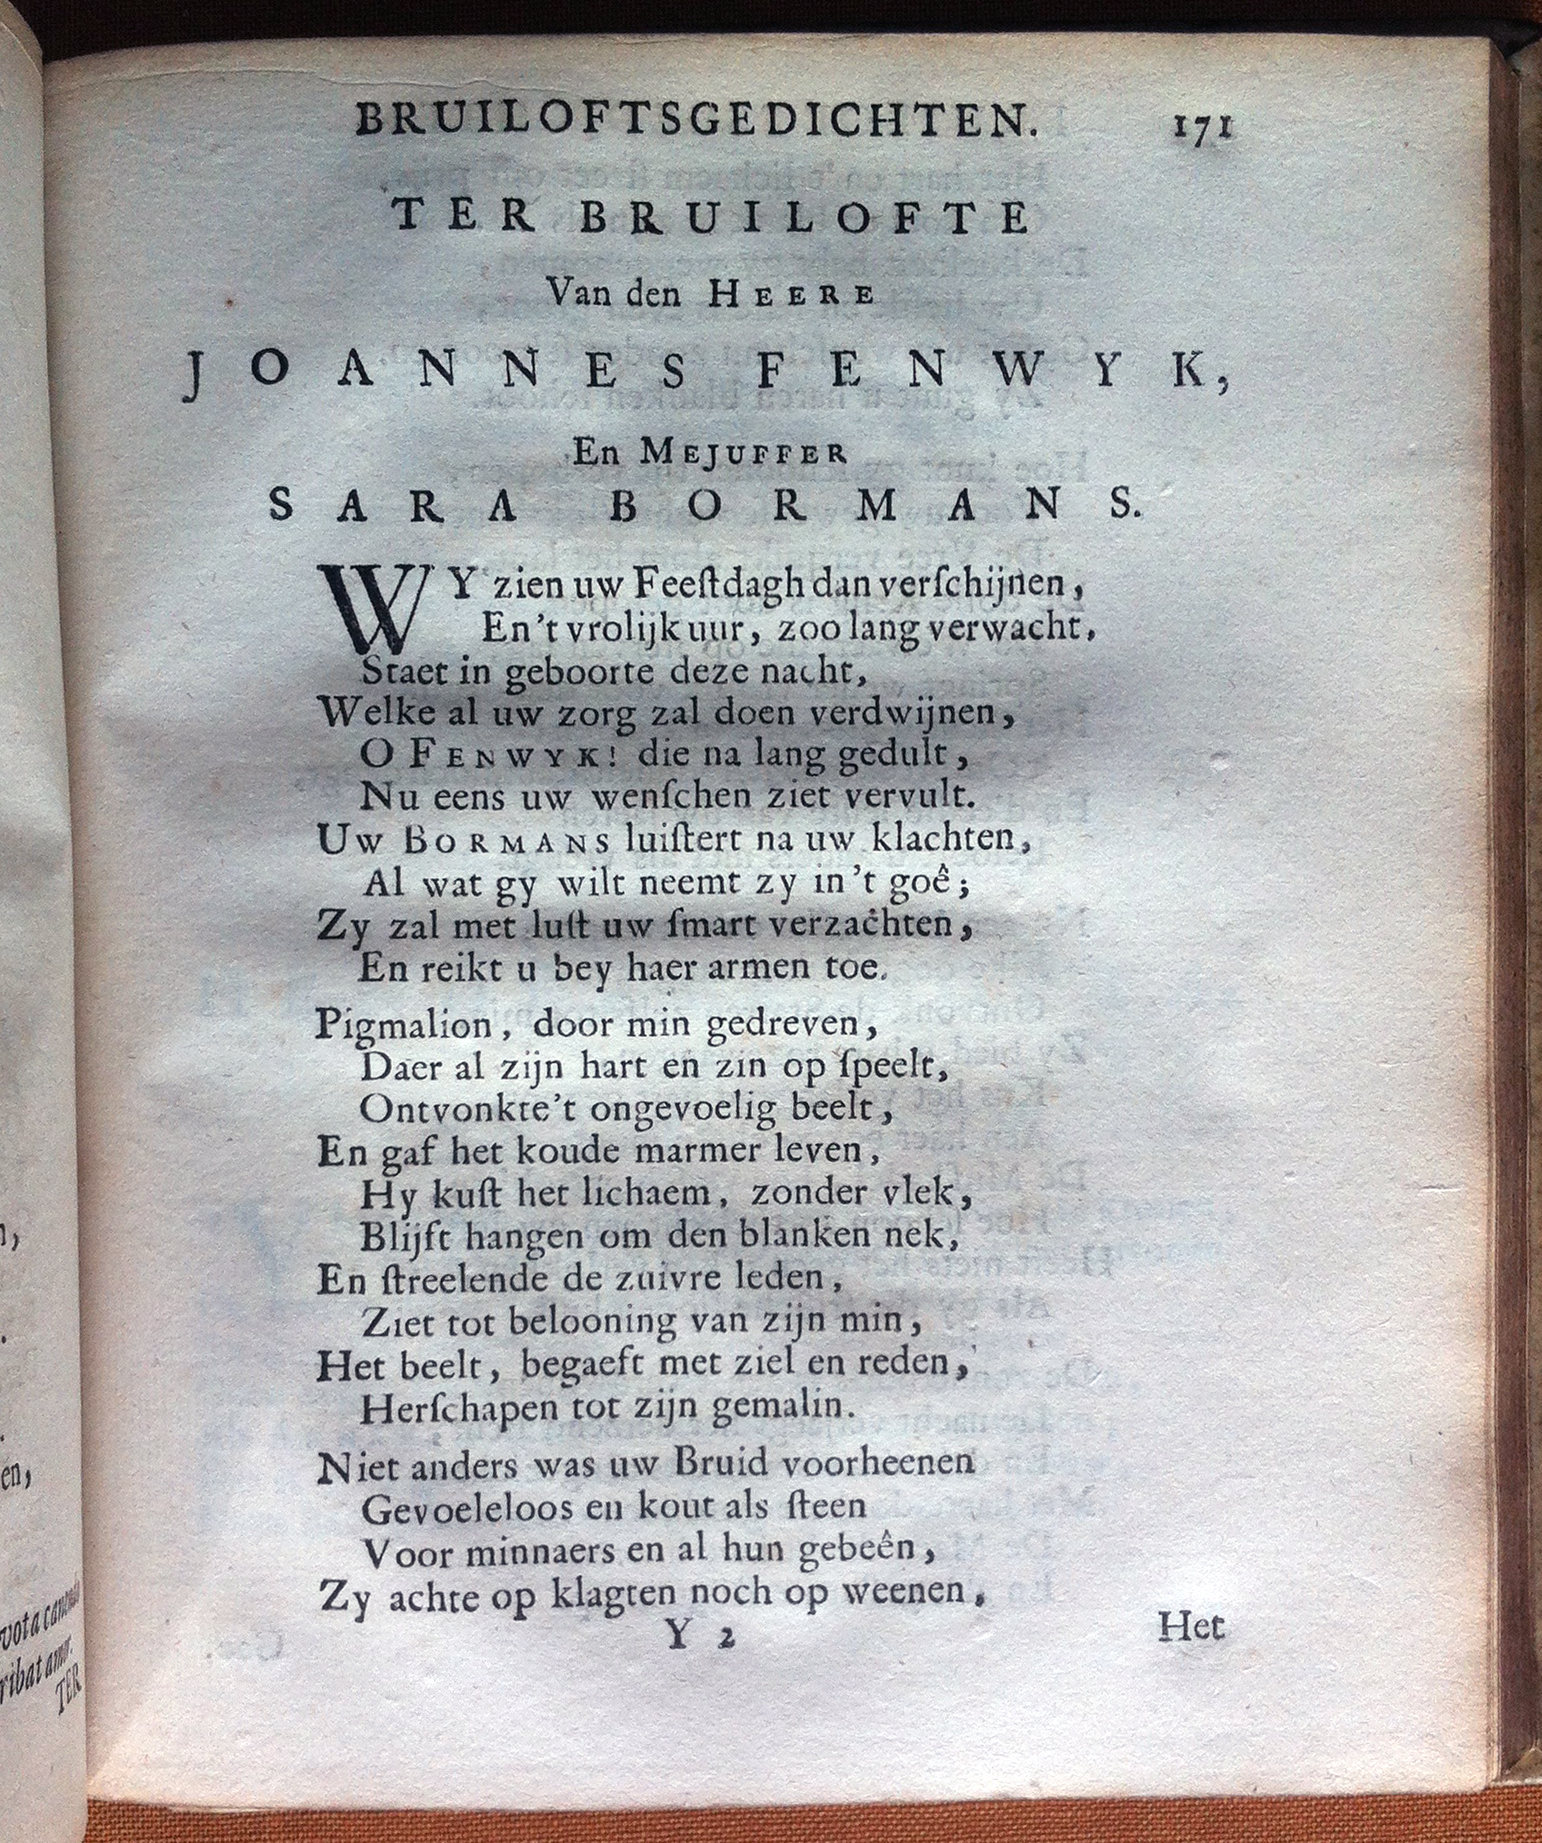 BRUILOFTSGEDICHTEN. 171
TER BRUILOFTE
Van den HEERE
JOANNES FENWYK,
En MEJUFFER
SARA BORMANS.
WY zien uw Feeſtdagh dan verſchijnen,
En 't vrolijk uur, zoo lang verwacht,
Staet in geboorte deze nacht,
Welke al uw zorg zal doen verdwijnen,
O FENWYK! die na lang gedult,
Nu eens uw wenſchen ziet vervult.
Uw BORMANS luiſtert na uw klachten,
Al wat gy wilt neemt zy in 't goê;
Zy zal met luſt uw ſmart verzachten,
En reikt u bey haer armen toe.
Pigmalion, door min gedreven,
Daer al zijn hart en zin op ſpeelt,
Ontvonkte 't ongevoelig beelt,
En gaf het koude marmer leven,
Hy kuſt het lichaem, zonder vlek,
Blijft hangen om den blanken nek,
En ſtreelende de zuivre leden,
Ziet tot belooning van zijn min,
Het beelt, begaeft met ziel en reden,
Herſchapen tot zijn gemalin.
Niet anders was uw Bruid voorheenen
Gevoeleloos en kout als ſteen
Voor minnaers en al hun gebeên,
Zy achte op klagten noch op weenen,
Y 2 Het
vota
TER